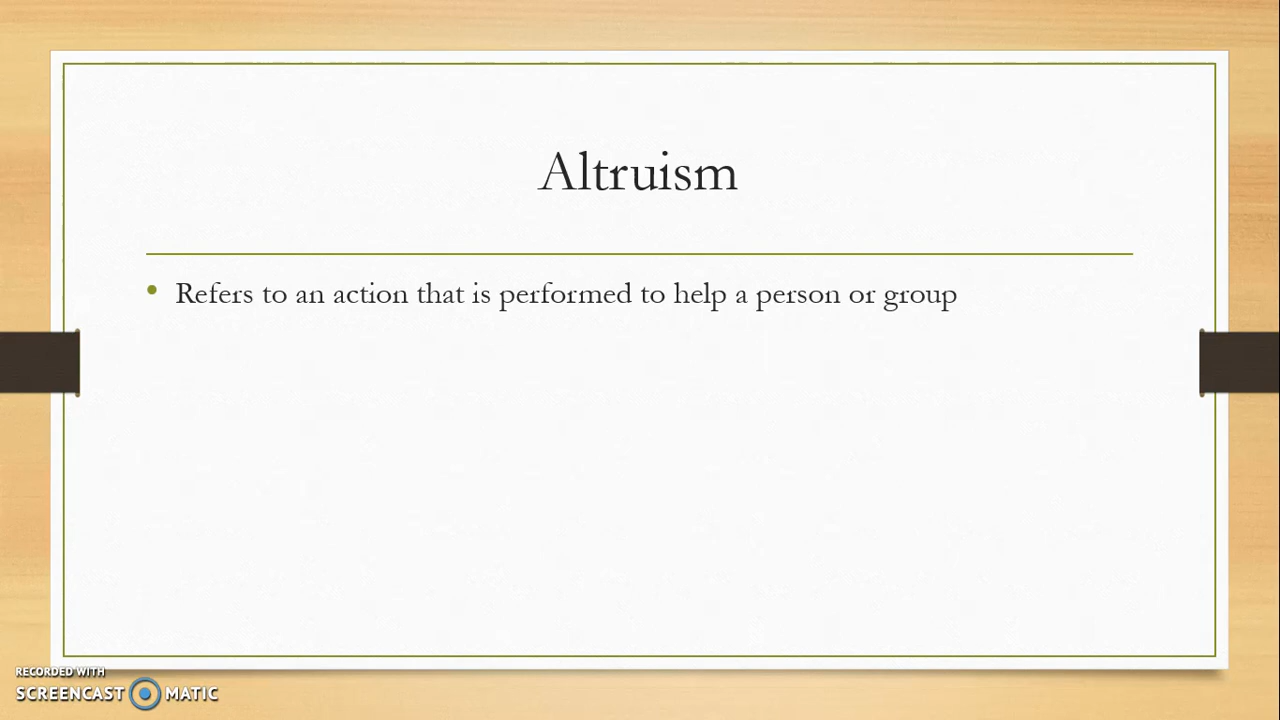 Altruism
• Refers to an action that is performed to help a person or group
RECORDED WITH
SCREENCAST MATIC